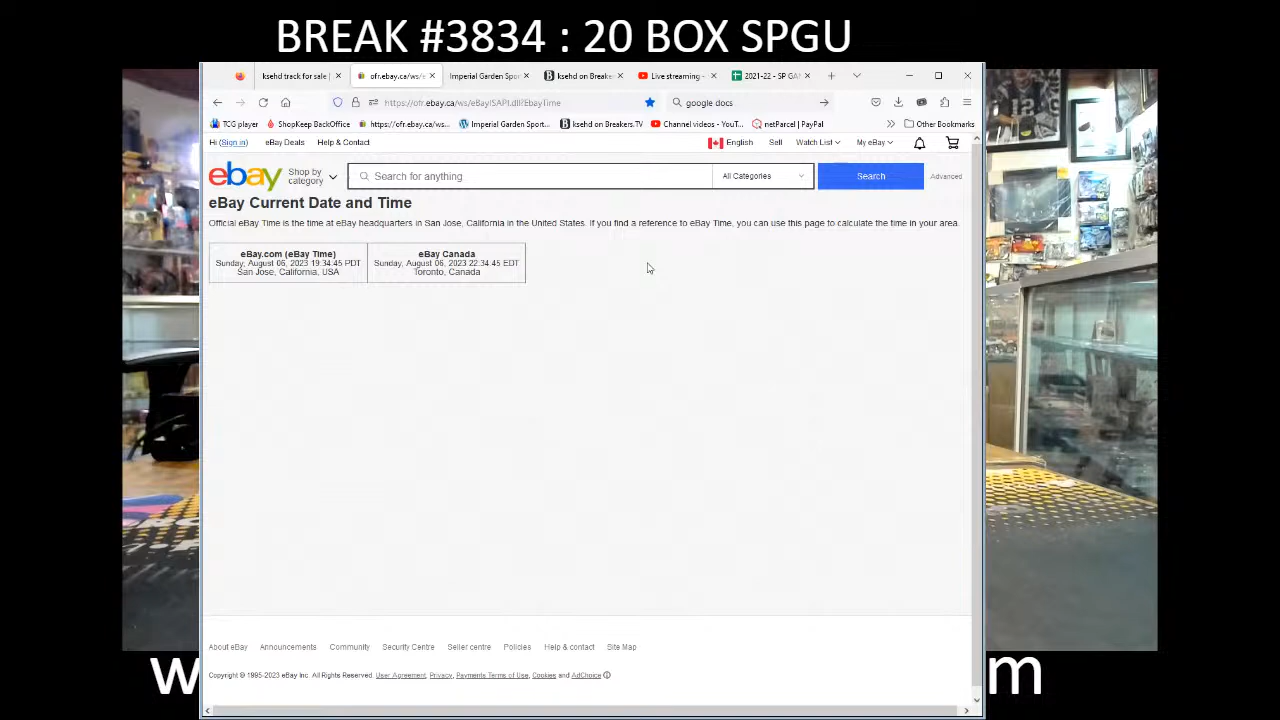 BREAK #3834 : 20 BOX SPGU
ksehd track for sale |
ofr.ebay.ca/ws/e
Imperial Garden Spor
ksehd on Breake
Live streaming -
2021-22 - SP GA
https://ofr.ebay.ca/ws/eBayISAPI.dll?EbayTime
google docs
TCG player
ShopKeep BackOffice
https://ofr.ebay.ca/ws...
Imperial Garden Sport...
ksehd on Breakers.TV
Channel videos - YouT...
netParcel | PayPal
Other Bookmarks
Hi (Sign in)
eBay Deals
Help & Contact
English
Sell
Watch List
My eBay
ebay
Shop by
category
Search for anything
All Categories
Search
Advanced
eBay Current Date and Time
Official eBay Time is the time at eBay headquarters in San Jose, California in the United States. If you find a reference to eBay Time, you can use this page to calculate the time in your area.
eBay.com (eBay Time)
Sunday, August 06, 2023 19:34:45 PDT
San Jose, California, USA
eBay Canada
Sunday, August 06, 2023 22:34:45 EDT
Toronto, Canada
About eBay
Announcements
Community
Security Centre
Seller centre
Policies
Help & contact
Site Map
Copyright © 1995-2023 eBay Inc. All Rights Reserved. User Agreement, Privacy, Payments Terms of Use, Cookies and AdChoice
12